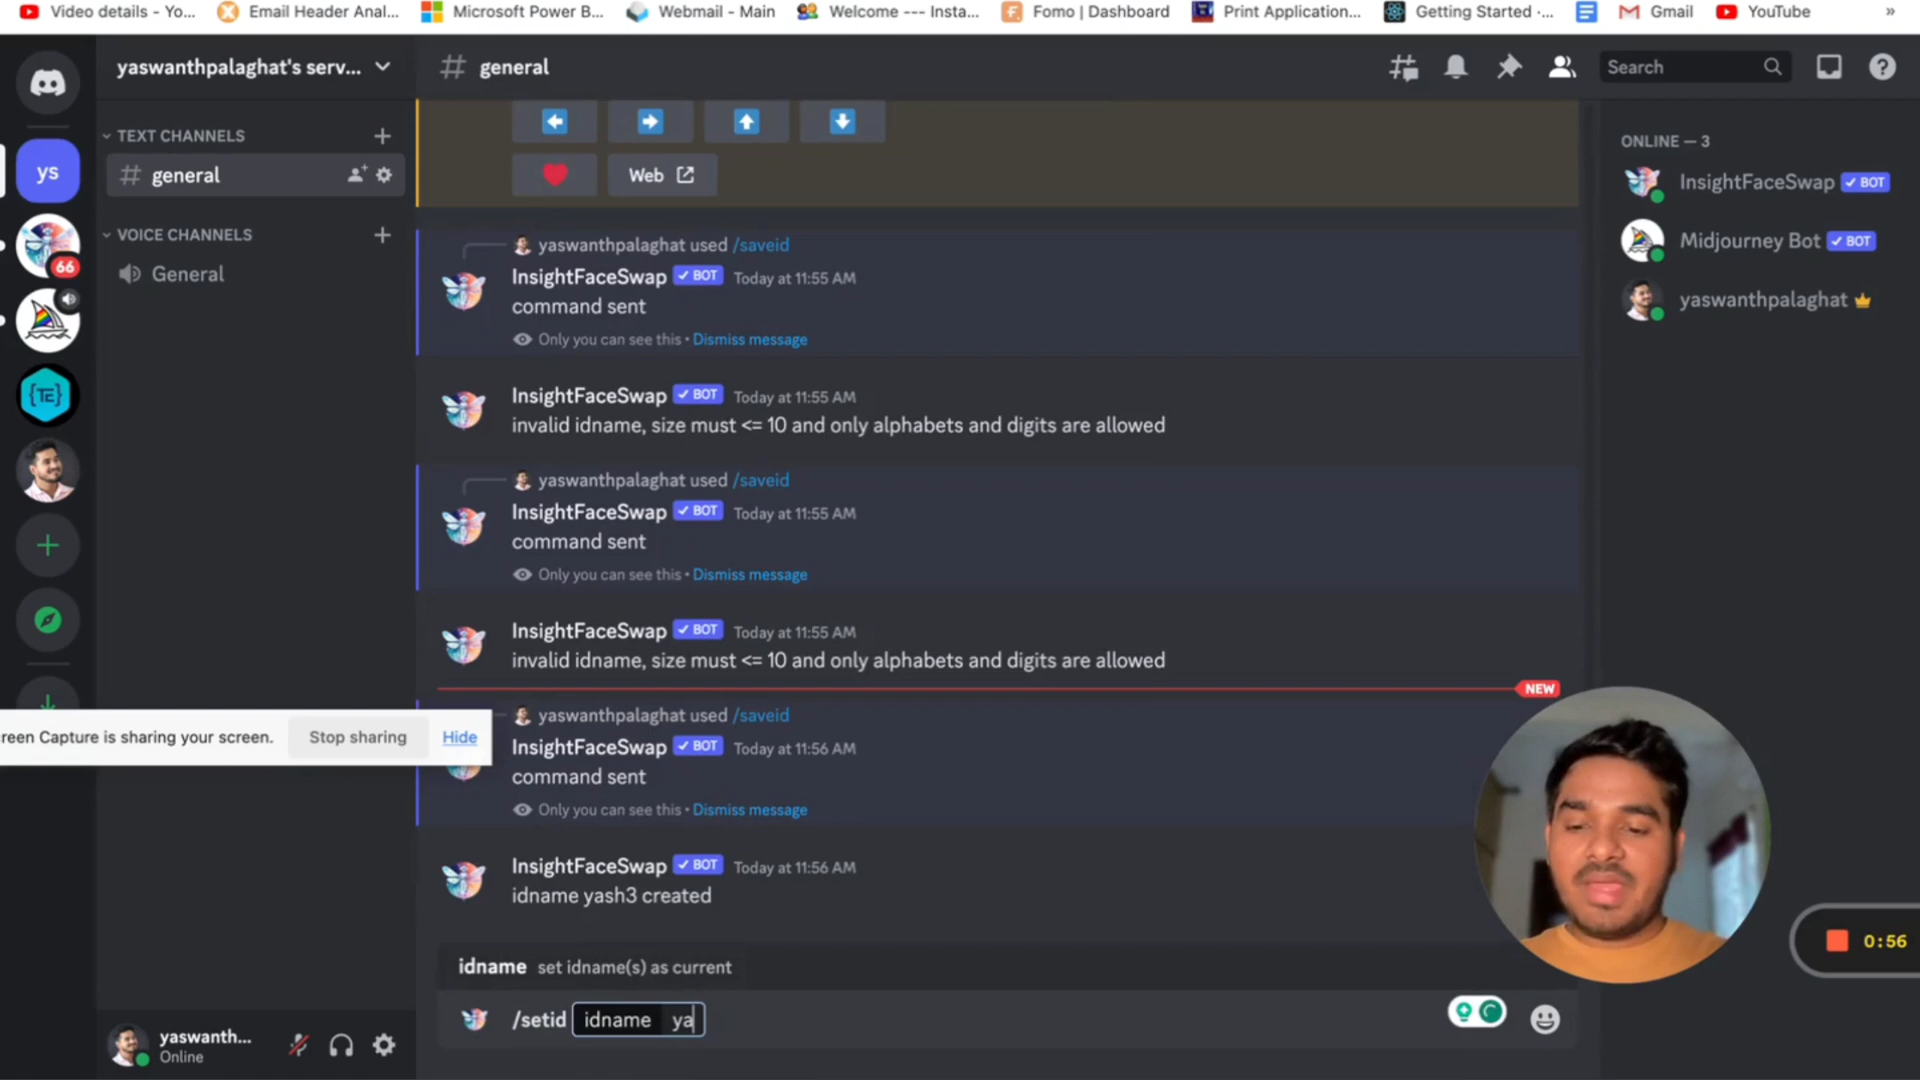 Video details - Yo...
Email Header Anal...
Microsoft Power B...
Webmail - Main
Welcome --- Insta...
Fomo | Dashboard
Print Application...
Getting Started ·...
Gmail
YouTube
»
yaswanthpalaghat's serv...
general
Search
TEXT CHANNELS
general
VOICE CHANNELS
General
ys
66
{TE}
Web
yaswanthpalaghat used /saveid
InsightFaceSwap ✓ BOT Today at 11:55 AM
command sent
Only you can see this • Dismiss message
InsightFaceSwap ✓ BOT Today at 11:55 AM
invalid idname, size must <= 10 and only alphabets and digits are allowed
yaswanthpalaghat used /saveid
InsightFaceSwap ✓ BOT Today at 11:55 AM
command sent
Only you can see this • Dismiss message
InsightFaceSwap ✓ BOT Today at 11:55 AM
invalid idname, size must <= 10 and only alphabets and digits are allowed
NEW
yaswanthpalaghat used /saveid
InsightFaceSwap ✓ BOT Today at 11:56 AM
command sent
Only you can see this • Dismiss message
InsightFaceSwap ✓ BOT Today at 11:56 AM
idname yash3 created
idname set idname(s) as current
/setid idname ya
reen Capture is sharing your screen. Stop sharing Hide
yaswanth...
Online
ONLINE — 3
InsightFaceSwap ✓ BOT
Midjourney Bot ✓ BOT
yaswanthpalaghat
0:56